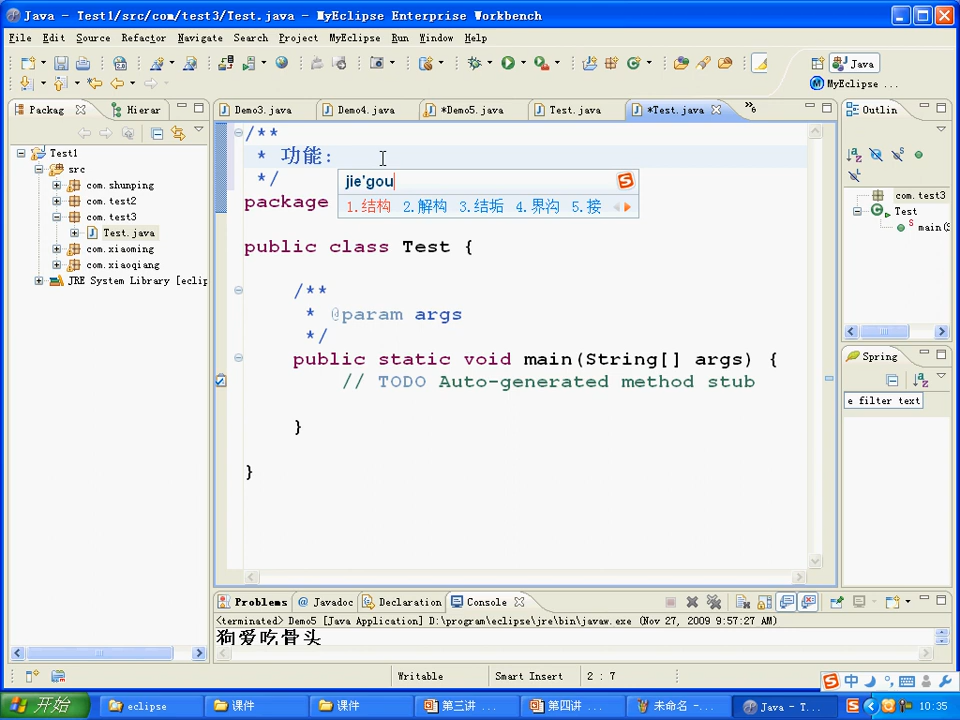 Java - Test1/src/com/test3/Test.java - MyEclipse Enterprise Workbench
File Edit Source Refactor Navigate Search Project MyEclipse Run Window Help
Java
MyEclipse ...
Packag
Hierar
Demo3.java
Demo4.java
*Demo5.java
Test.java
*Test.java
»6
Outlin
Test1
src
com.shunping
com.test2
com.test3
Test.java
com.xiaoming
com.xiaoqiang
JRE System Library [eclip
/**
* 功能:
*/
jie'gou
1.结构 2.解构 3.结垢 4.界沟 5.接
package
public class Test {
/**
* @param args
*/
public static void main(String[] args) {
// TODO Auto-generated method stub
}
}
com.test3
Test
main(S
Spring
e filter text
Problems
@ Javadoc
Declaration
Console
<terminated> Demo5 [Java Application] D:\program\eclipse\jre\bin\javaw.exe (Nov 27, 2009 9:57:27 AM)
狗爱吃骨头
Writable
Smart Insert
2 : 7
中
开始
eclipse
课件
课件
第三讲 ...
第四讲 ...
未命名 -...
Java - T...
10:35